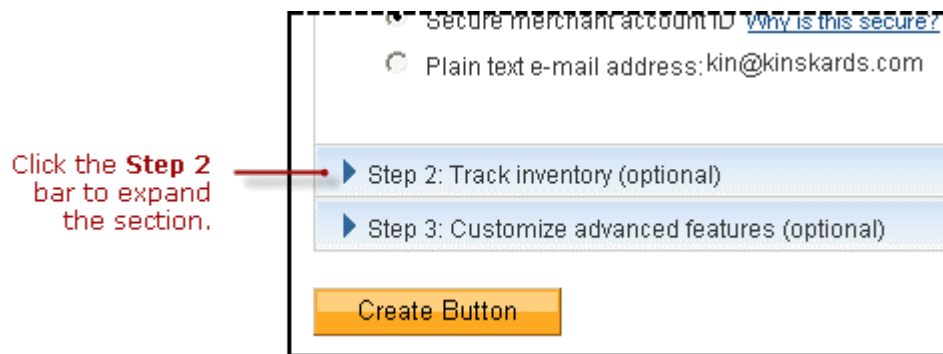 Secure merchant account ID Why is this secure?
Plain text e-mail address: kin@kinskards.com
Click the Step 2
bar to expand
the section.
Step 2: Track inventory (optional)
Step 3: Customize advanced features (optional)
Create Button